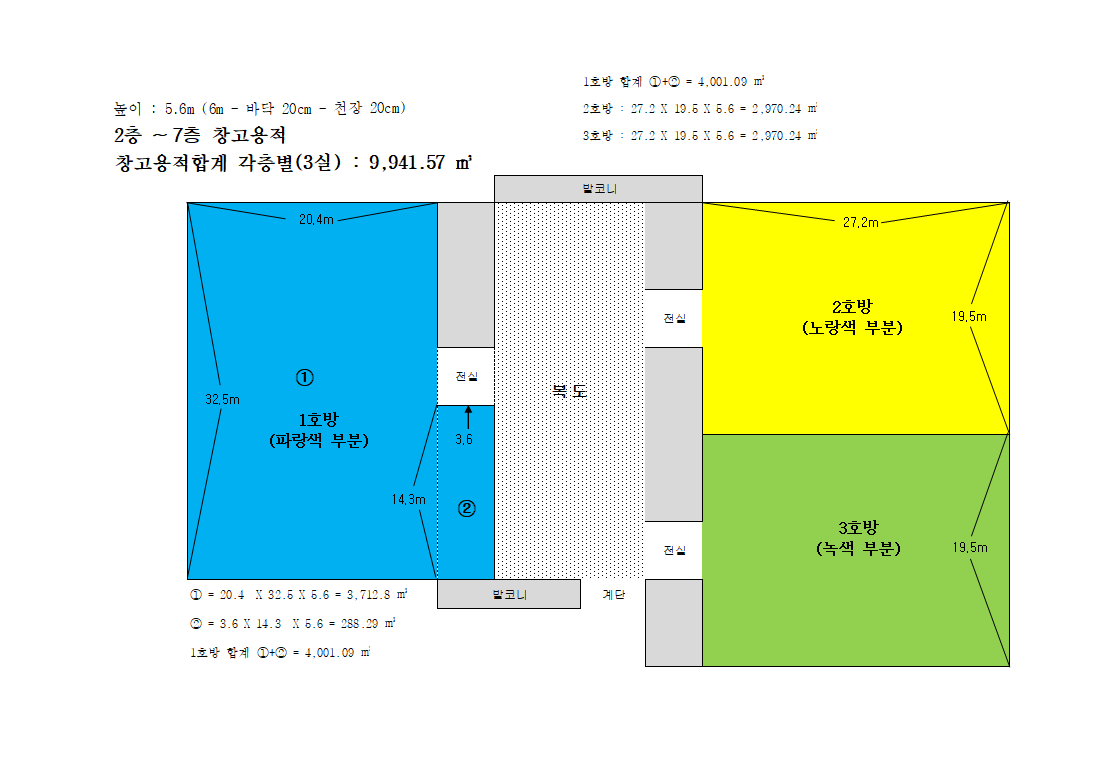 1호방 합계 ①+② = 4,001.09 ㎥
높이 : 5.6m (6m - 바닥 20cm - 천장 20cm)
2호방 : 27.2 X 19.5 X 5.6 = 2,970.24 ㎥
2층 ~ 7층 창고용적
3호방 : 27.2 X 19.5 X 5.6 = 2,970.24 ㎥
창고용적합계 각층별(3실) : 9,941.57 ㎥
발코니
20.4m
27.2m
2호방
(노랑색 부분)
19.5m
전실
전실
①
32.5m
1호방
(파랑색 부분)
복도
3.6
14.3m
②
3호방
(녹색 부분)
19.5m
전실
발코니
계단
① = 20.4 X 32.5 X 5.6 = 3,712.8 ㎥
② = 3.6 X 14.3 X 5.6 = 288.29 ㎥
1호방 합계 ①+② = 4,001.09 ㎥